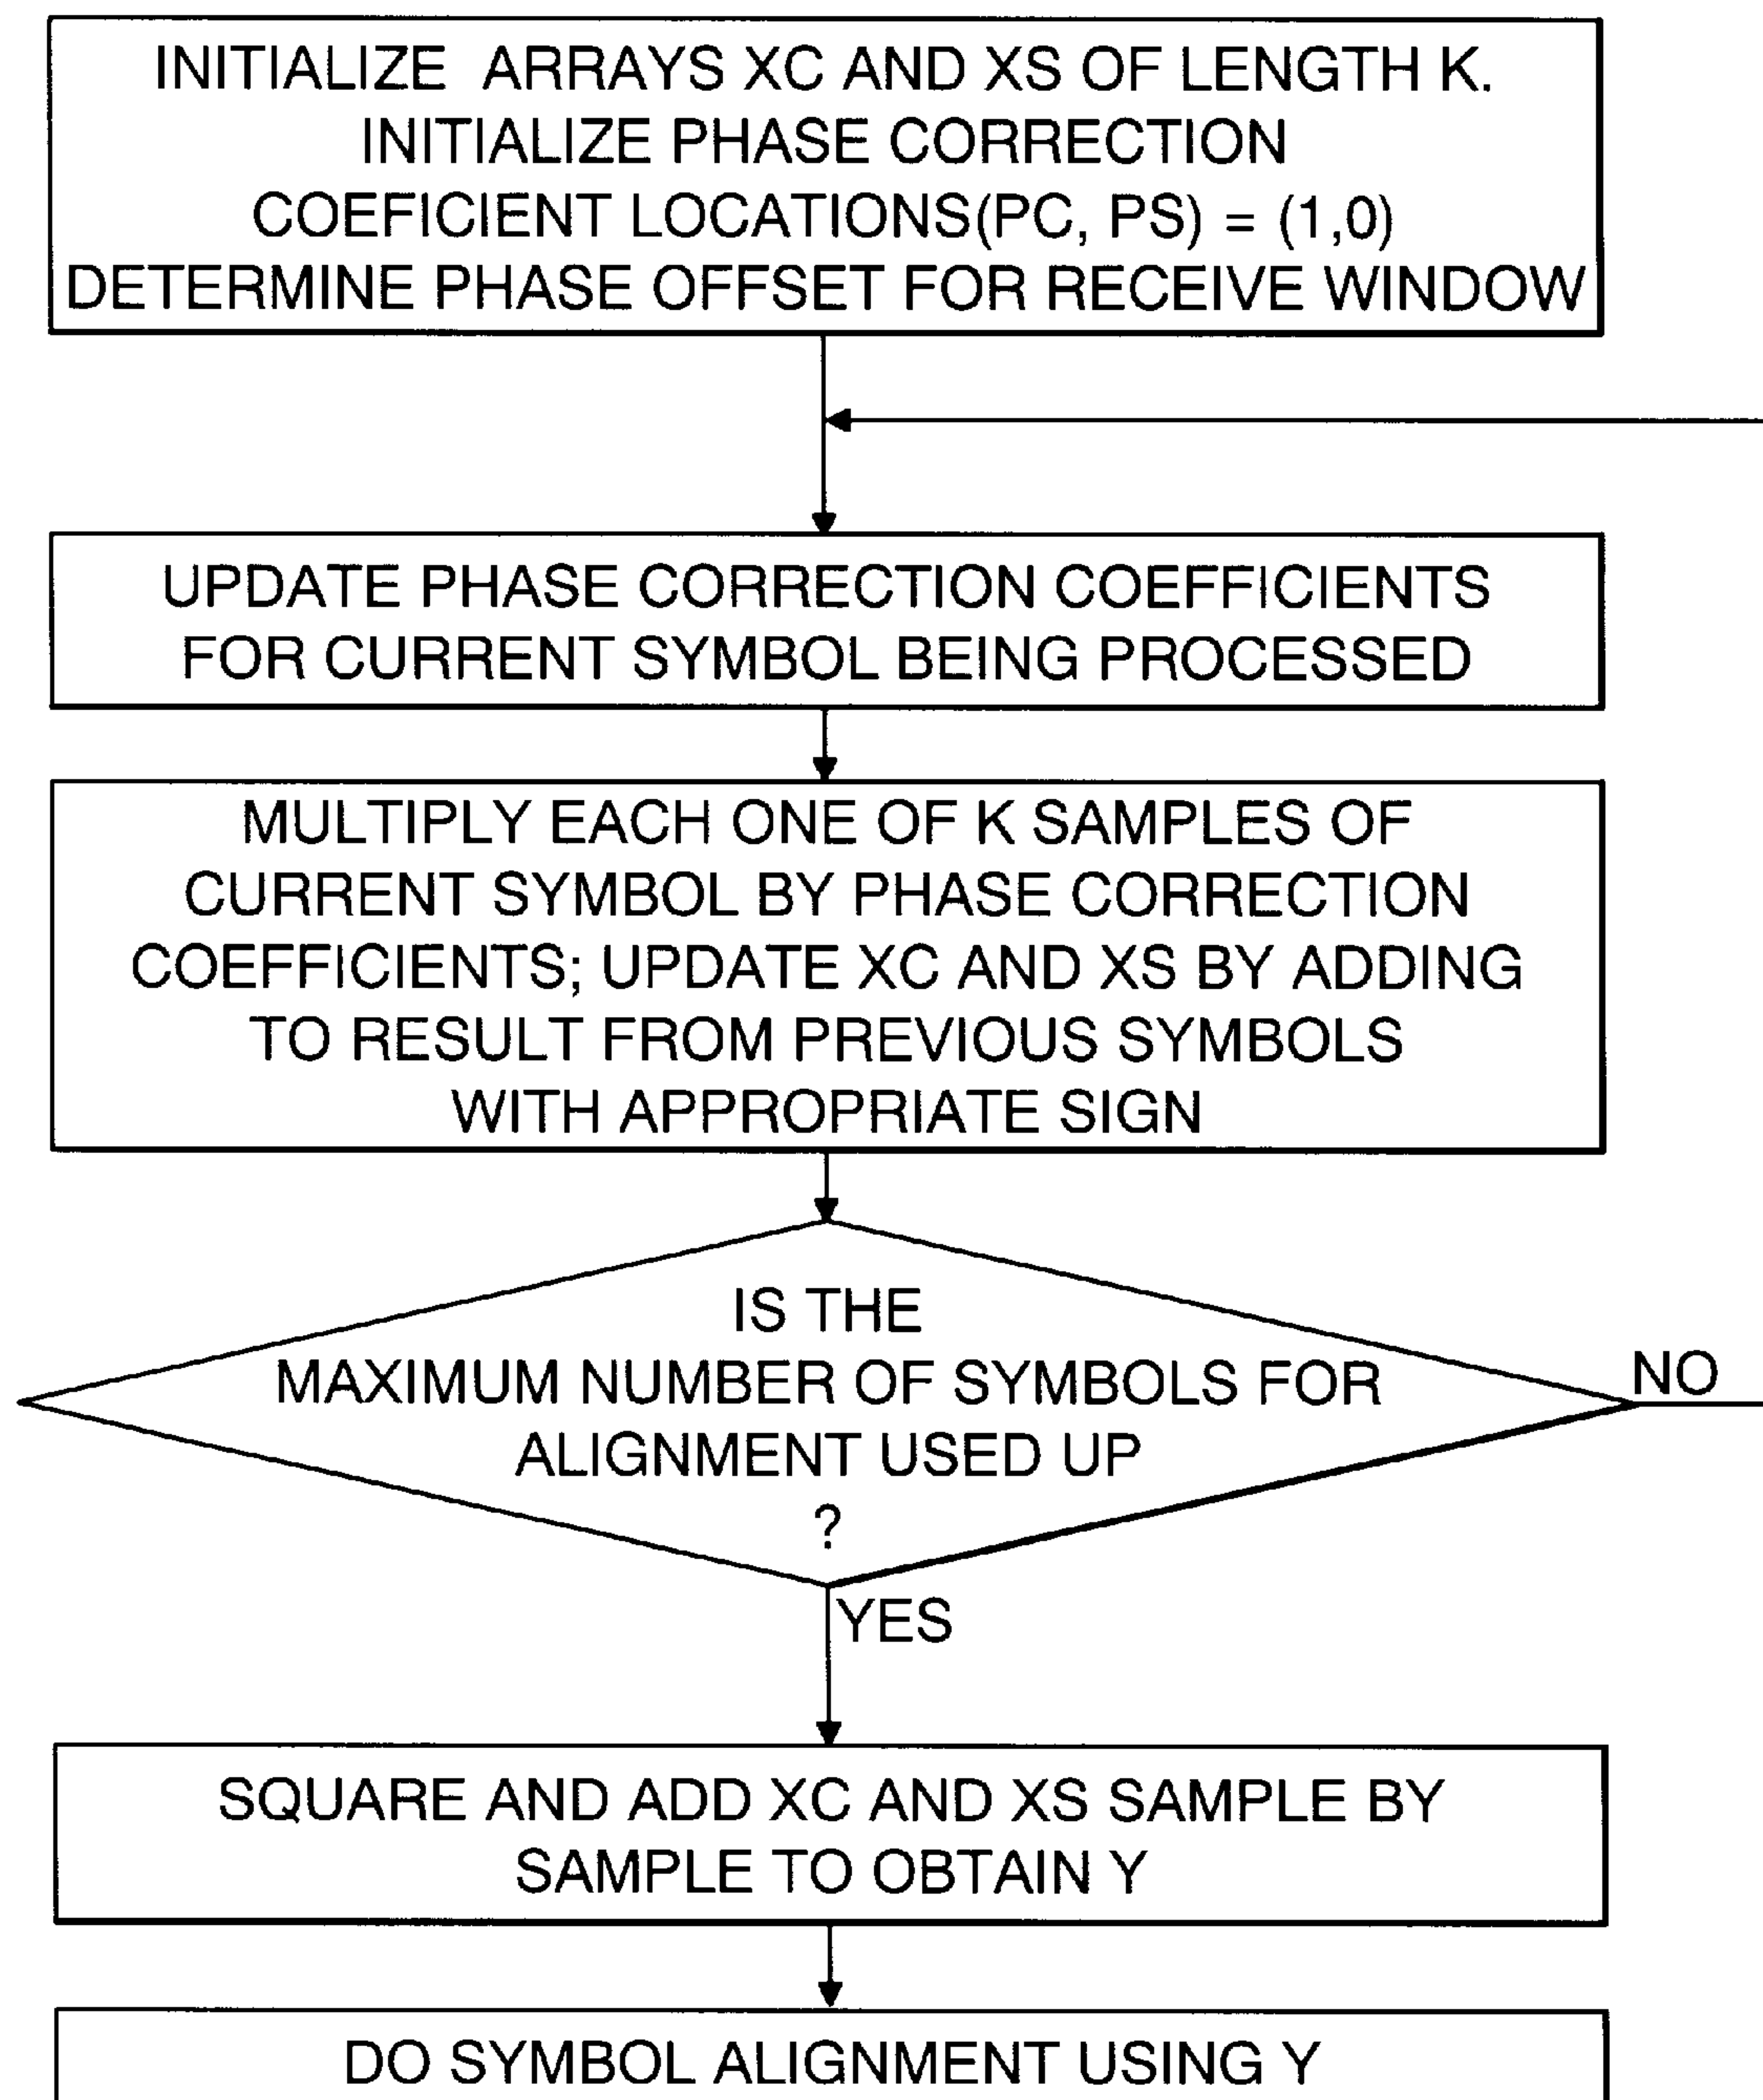 INITIALIZE ARRAYS XC AND XS OF LENGTH K.
INITIALIZE PHASE CORRECTION
COEFICIENT LOCATIONS(PC, PS) = (1,0)
DETERMINE PHASE OFFSET FOR RECEIVE WINDOW
UPDATE PHASE CORRECTION COEFFICIENTS
FOR CURRENT SYMBOL BEING PROCESSED
MULTIPLY EACH ONE OF K SAMPLES OF
CURRENT SYMBOL BY PHASE CORRECTION
COEFFICIENTS; UPDATE XC AND XS BY ADDING
TO RESULT FROM PREVIOUS SYMBOLS
WITH APPROPRIATE SIGN
IS THE
MAXIMUM NUMBER OF SYMBOLS FOR
ALIGNMENT USED UP
?
NO
YES
SQUARE AND ADD XC AND XS SAMPLE BY
SAMPLE TO OBTAIN Y
DO SYMBOL ALIGNMENT USING Y